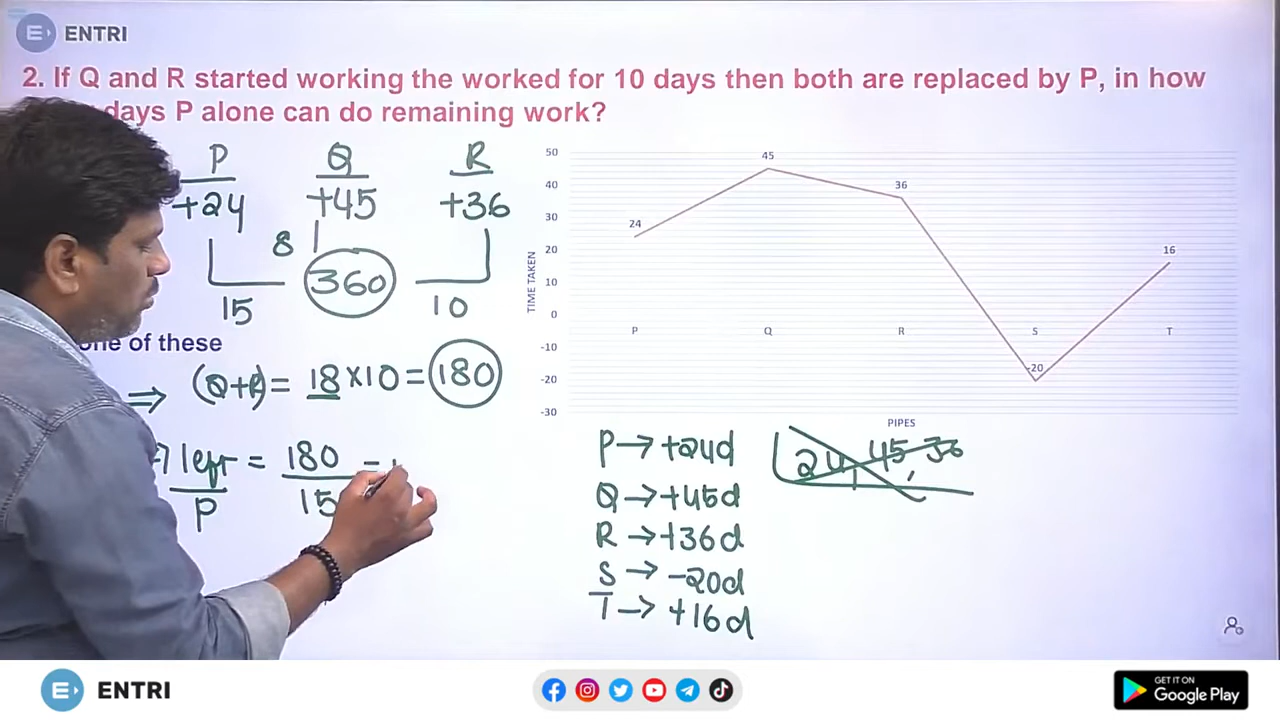 ENTRI
2. If Q and R started working the worked for 10 days then both are replaced by P, in how
days P alone can do remaining work?
P Q R
+24 +45 +36
8
360
15 10
one of these
⇒ (Q+R) = 18×10 = 180
left / P = 180 / 15 =
50
40
30
20
10
0
-10
-20
-30
TIME TAKEN
24
45
36
-20
16
P Q R S T
PIPES
P → +24d
Q → +45d
R → +36d
S → -20d
T → +16d
24, 45, 36
ENTRI
GET IT ON
Google Play